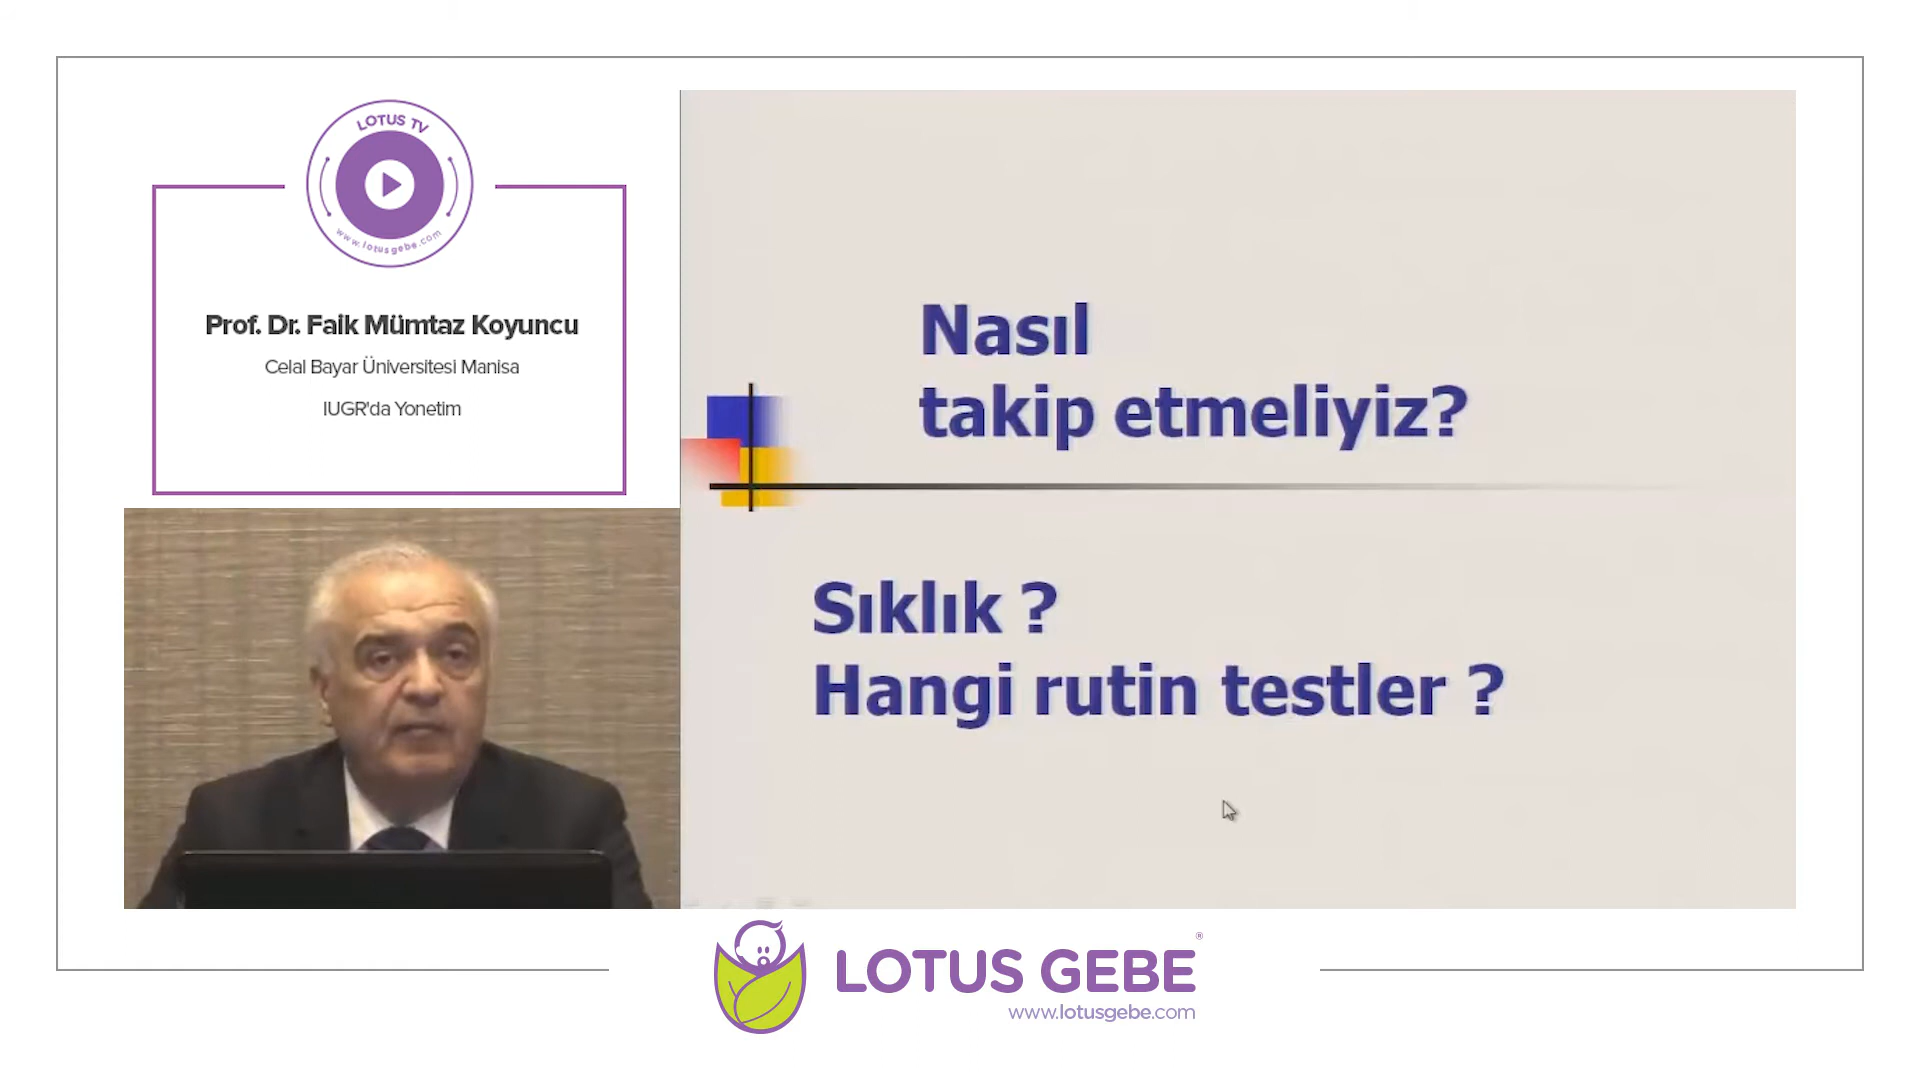 LOTUS TV
www.lotusgebe.com
Prof. Dr. Faik Mümtaz Koyuncu
Celal Bayar Üniversitesi Manisa
IUGR'da Yonetim
Nasıl
takip etmeliyiz?
Sıklık ?
Hangi rutin testler ?
LOTUS GEBE®
www.lotusgebe.com